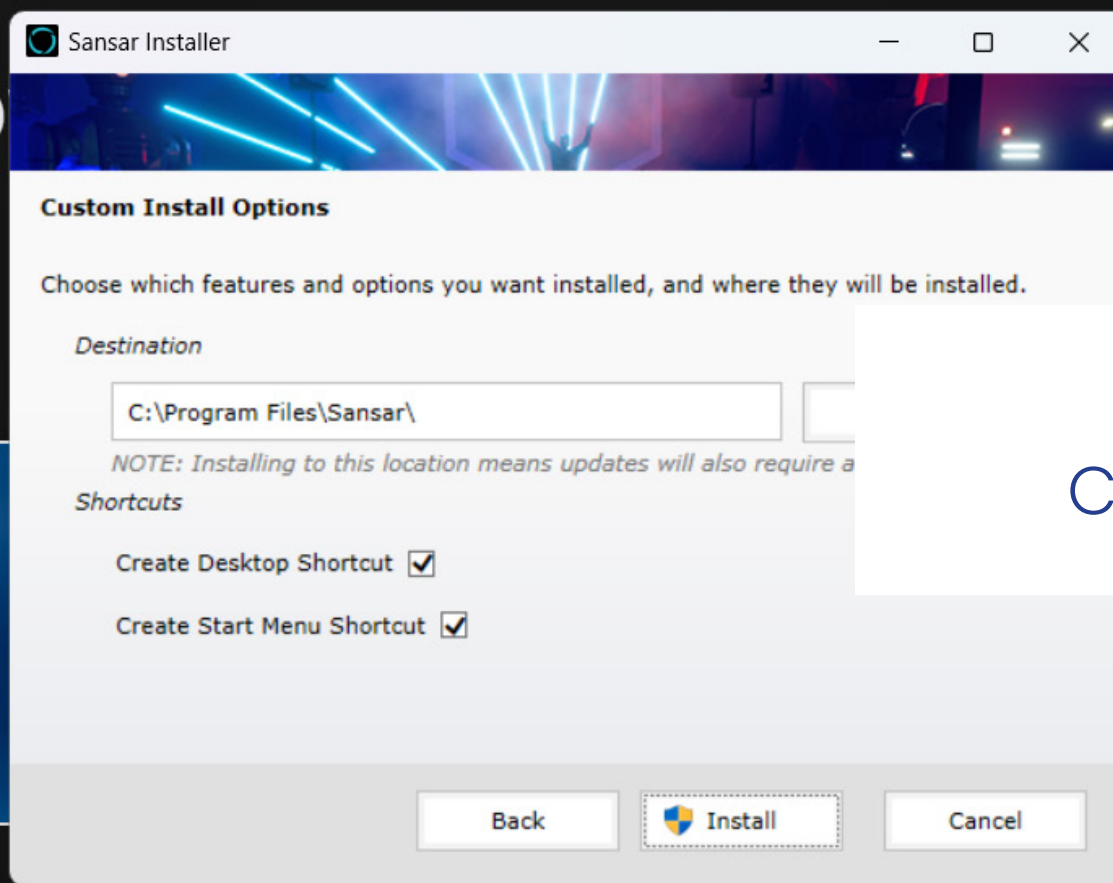 Sansar Installer
Custom Install Options
Choose which features and options you want installed, and where they will be installed.
Destination
C:\Program Files\Sansar\
NOTE: Installing to this location means updates will also require a
Shortcuts
C
Create Desktop Shortcut
Create Start Menu Shortcut
Back
Install
Cancel